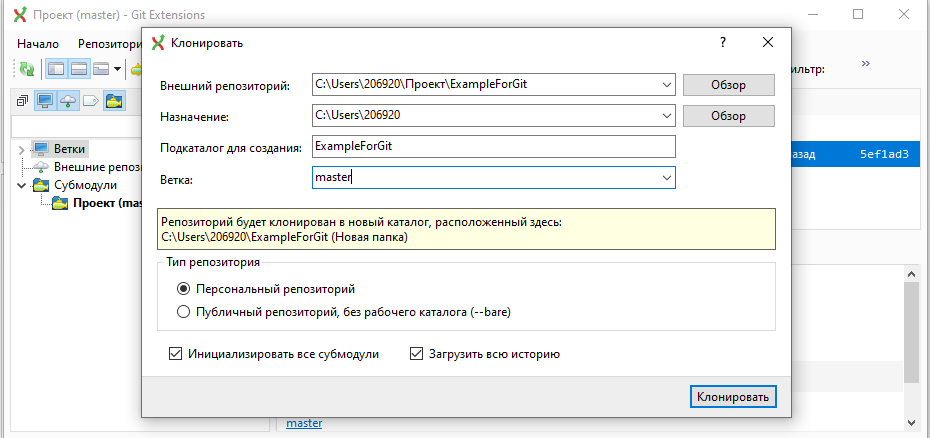 Проект (master) - Git Extensions
Начало Репозитори
Клонировать
?
Внешний репозиторий: C:\Users\206920\Проект\ExampleForGit Обзор
Назначение: C:\Users\206920 Обзор
Подкаталог для создания: ExampleForGit
Ветка: master
Репозиторий будет клонирован в новый каталог, расположенный здесь:
C:\Users\206920\ExampleForGit (Новая папка)
Тип репозитория
Персональный репозиторий
Публичный репозиторий, без рабочего каталога (--bare)
Инициализировать все субмодули Загрузить всю историю
Клонировать
Ветки
Внешние репоз
Субмодули
Проект (mas
ильтр: »
назад 5ef1ad3
master